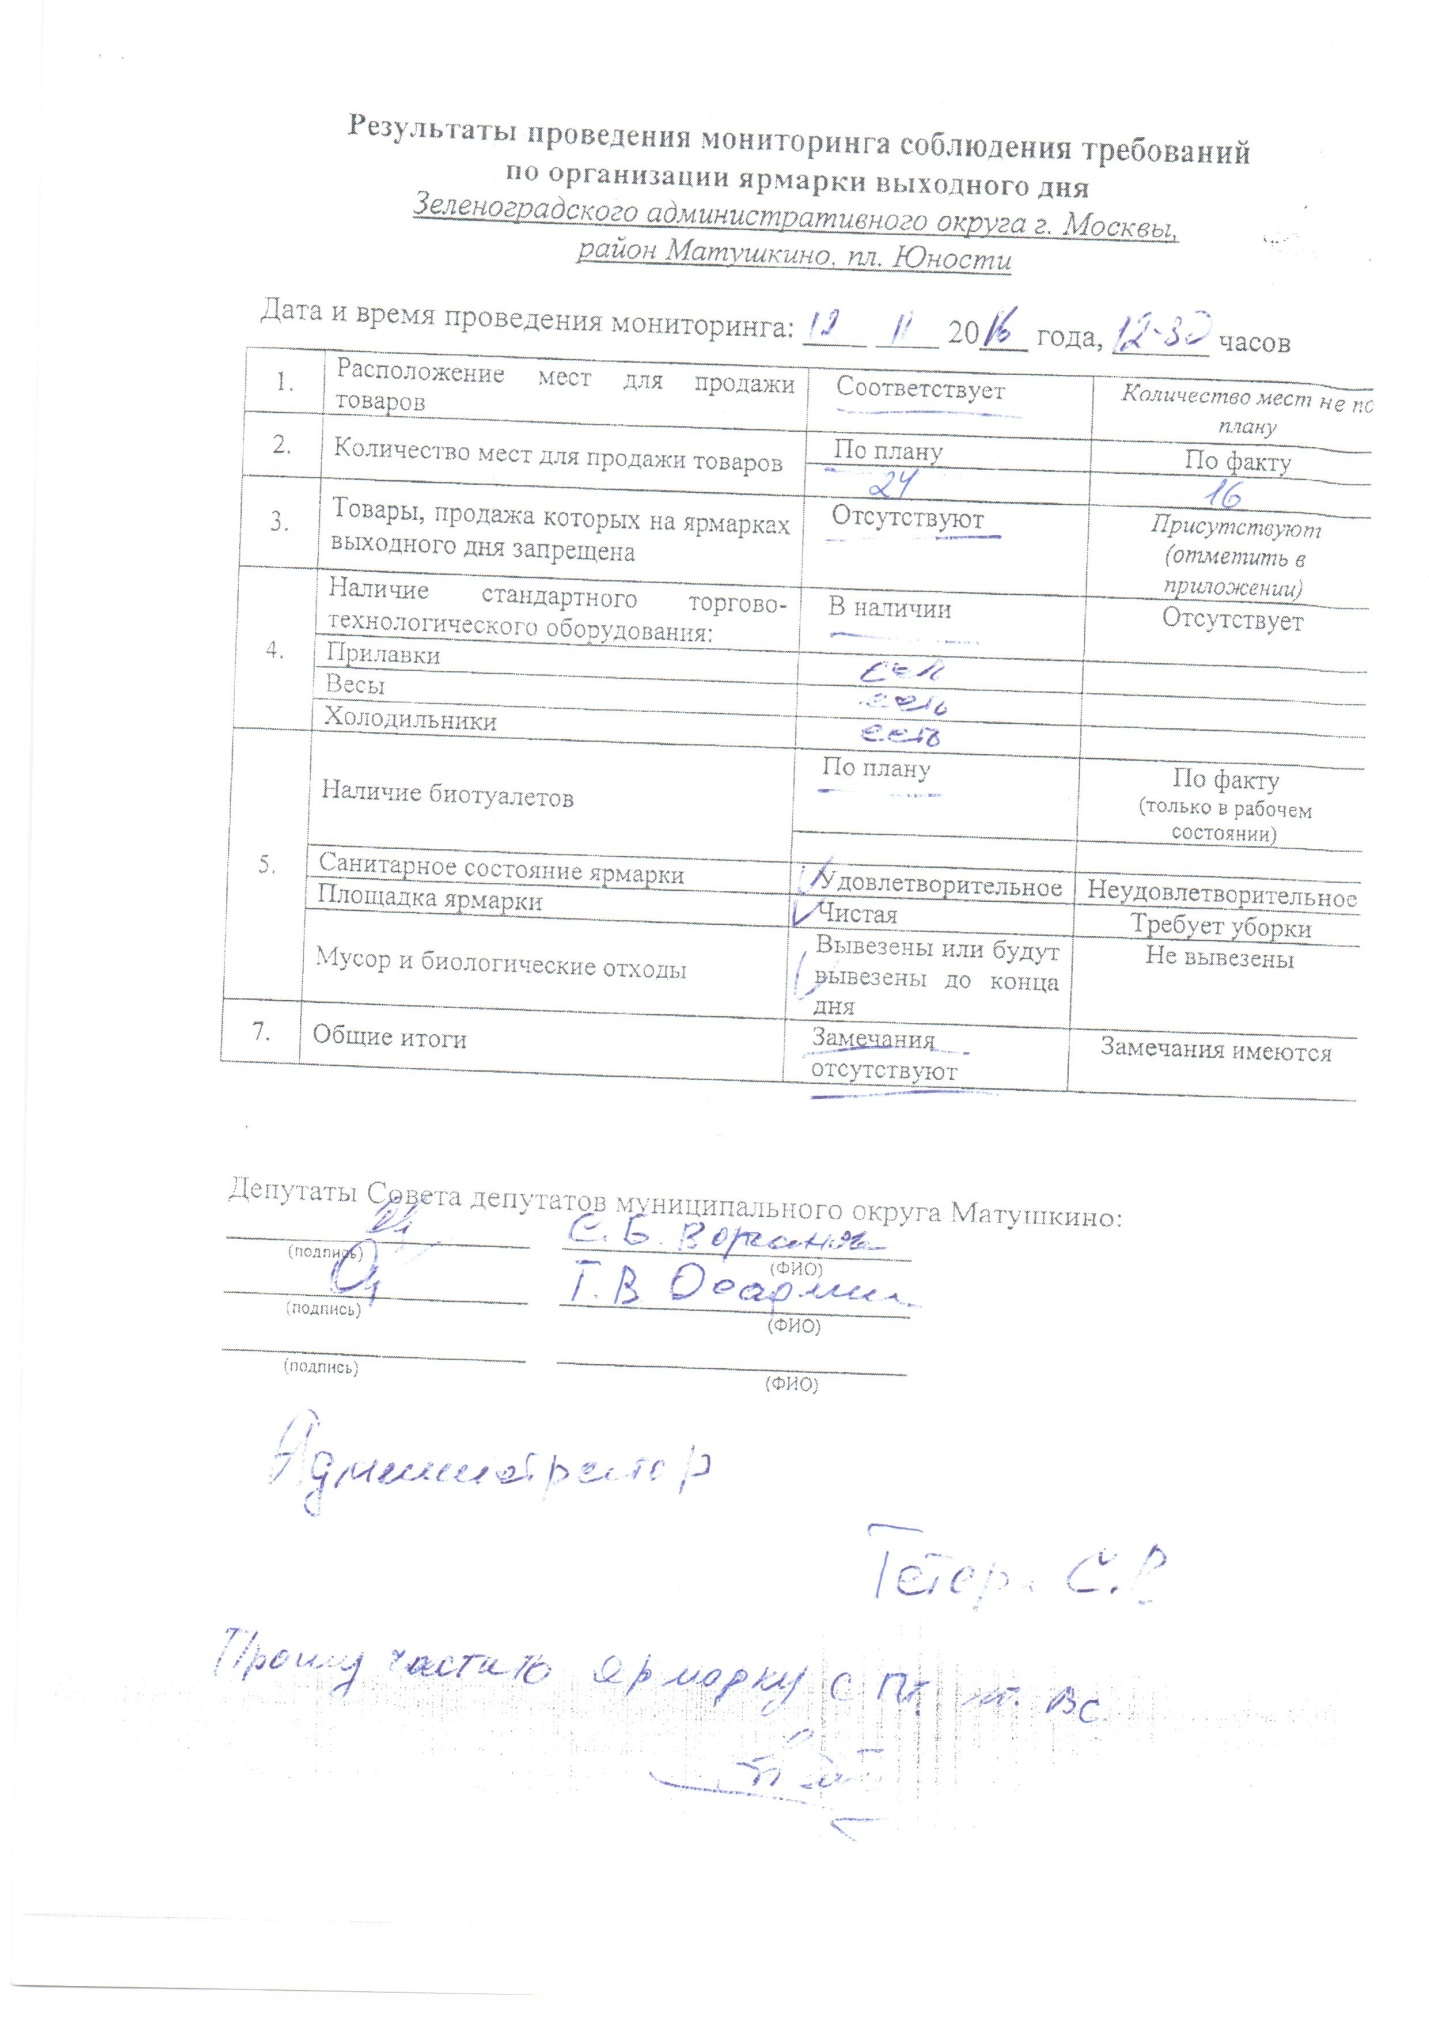 Результаты проведения мониторинга соблюдения требований
по организации ярмарки выходного дня
Зеленоградского административного округа г. Москвы,
район Матушкино, пл. Юности
Дата и время проведения мониторинга: 12 11 2016 года, 12-30 часов
1. Расположение мест для продажи товаров
Соответствует
Количество мест не по
плану
2. Количество мест для продажи товаров
По плану
По факту
24
16
3. Товары, продажа которых на ярмарках
выходного дня запрещена
Отсутствуют
Присутствуют
(отметить в
приложении)
4.
Наличие стандартного торгово-
технологического оборудования:
В наличии
Отсутствует
Прилавки
Весы есть
Холодильники есть
5.
Наличие биотуалетов
По плану
По факту
(только в рабочем
состоянии)
Санитарное состояние ярмарки Удовлетворительное Неудовлетворительное
Площадка ярмарки Чистая Требует уборки
Мусор и биологические отходы
Вывезены или будут
вывезены до конца
дня
Не вывезены
7. Общие итоги
Замечания
отсутствуют
Замечания имеются
Депутаты Совета депутатов муниципального округа Матушкино:
С.Б.
(подпись) (ФИО)
Т.В
(подпись) (ФИО)
(подпись) (ФИО)
Администратор
С.
Прошу ярмарку с Пт Вс.